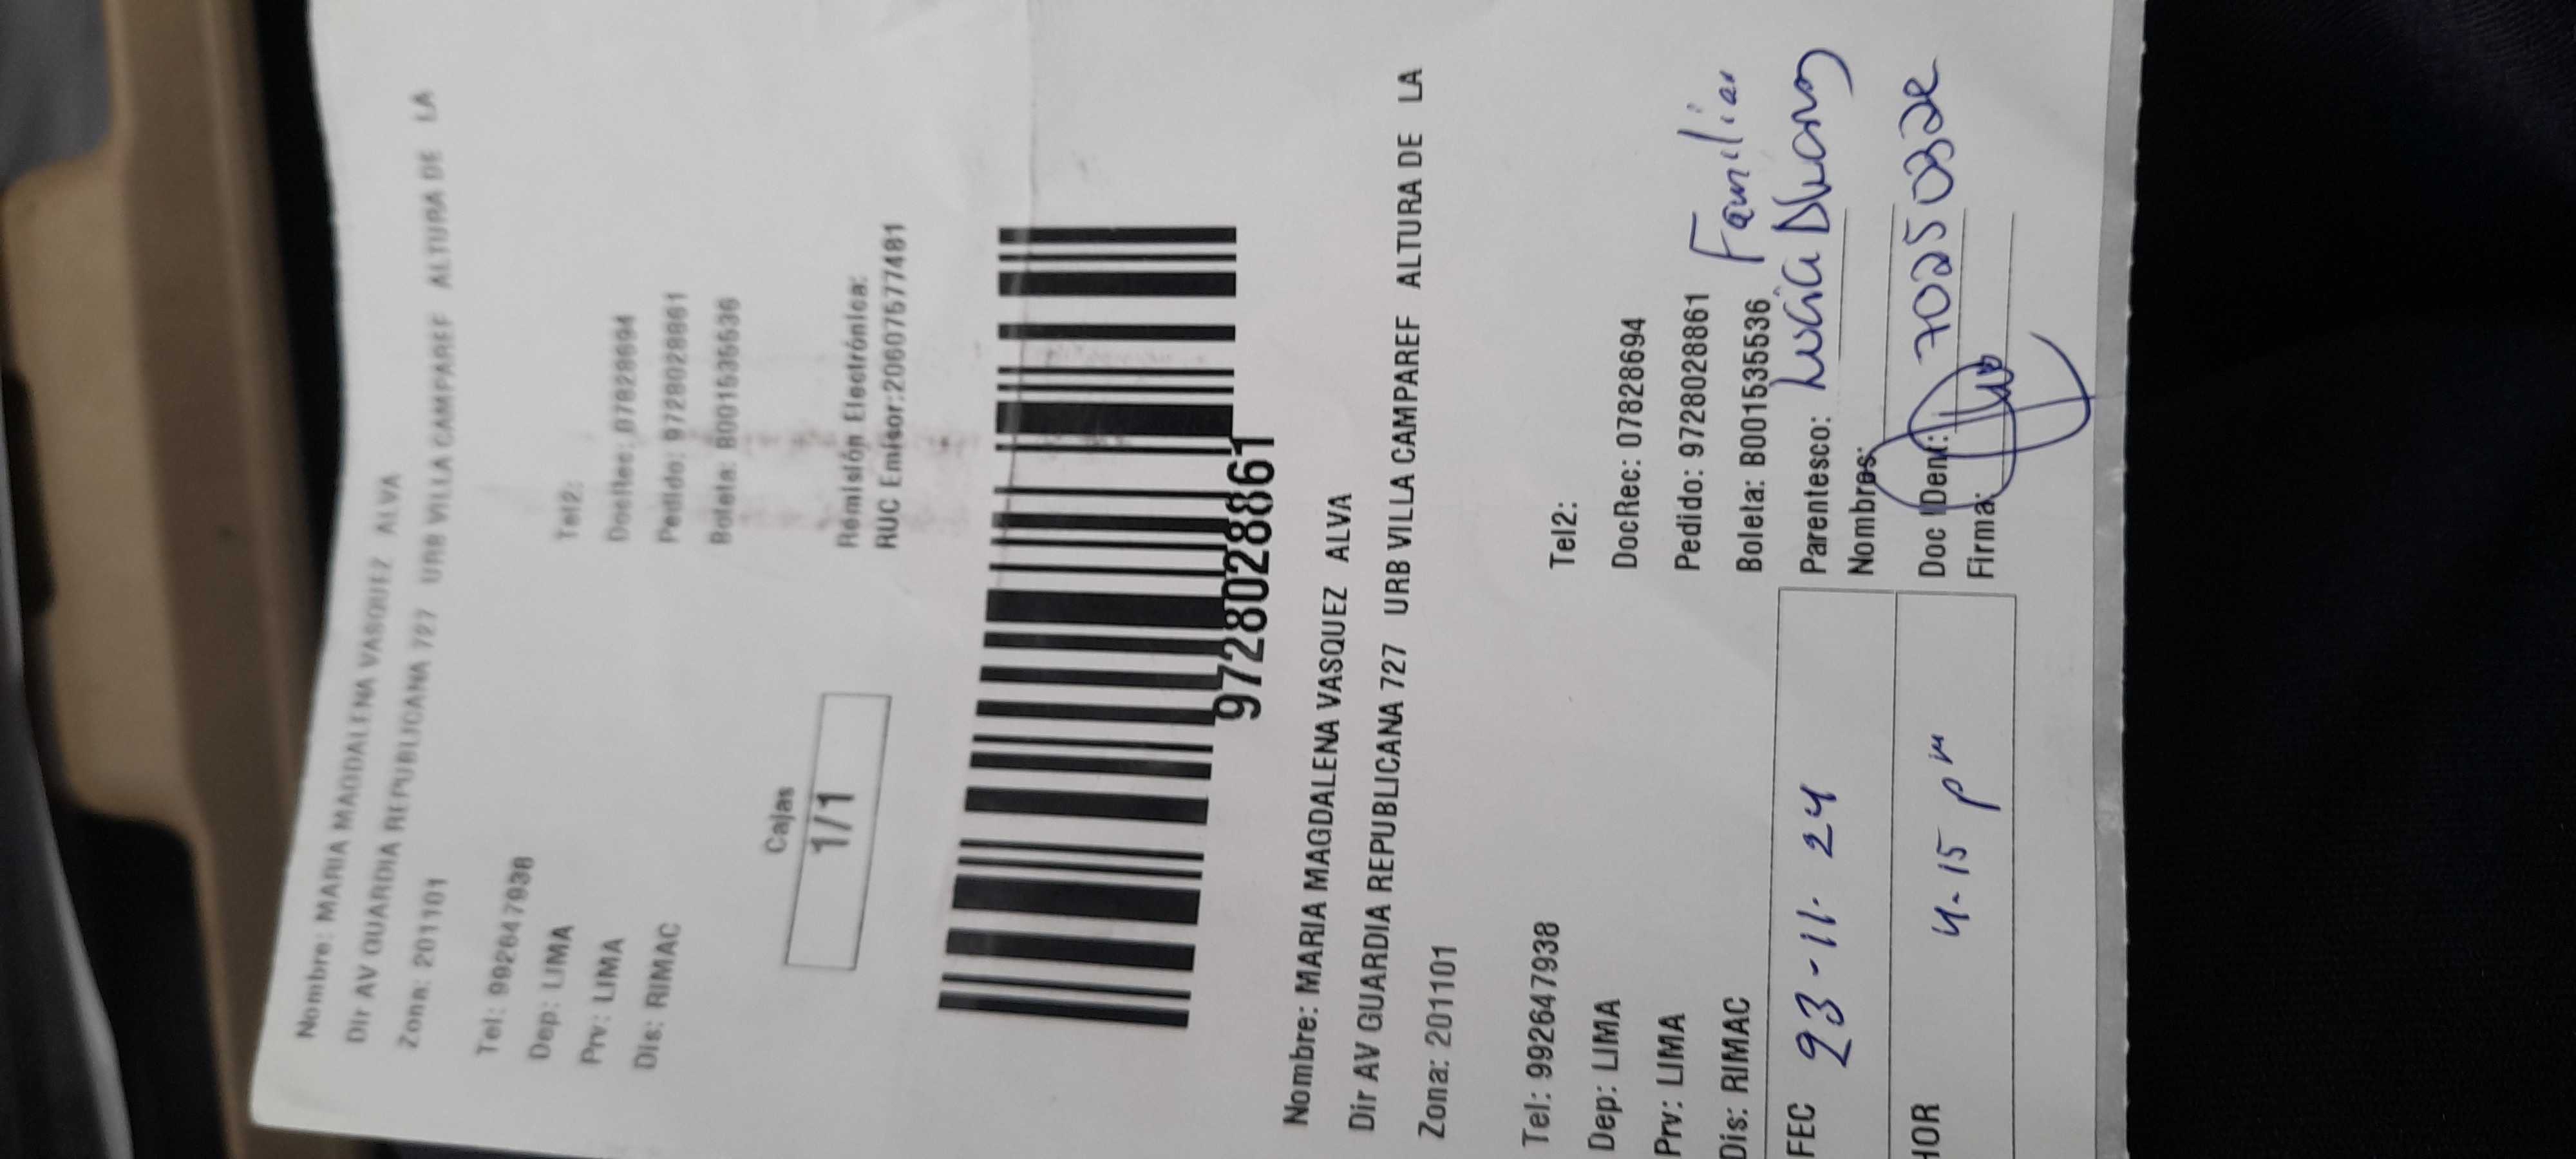 Nombre: MARIA MAGDALENA VASQUEZ ALVA
Dir AV GUARDIA REPUBLICANA 727 URB VILLA CAMPAREF ALTURA DE LA
Zona: 201101
Tel: 992647938 Tel2:
Dep: LIMA DocRec: 07828694
Prv: LIMA Pedido: 9728028861
Dis: RIMAC Boleta: B001535536
Cajas Remisión Electrónica:
1/1 RUC Emisor:20607577481
9728028861
Nombre: MARIA MAGDALENA VASQUEZ ALVA
Dir AV GUARDIA REPUBLICANA 727 URB VILLA CAMPAREF ALTURA DE LA
Zona: 201101
Tel: 992647938 Tel2:
Dep: LIMA DocRec: 07828694
Prv: LIMA Pedido: 97280028861
Dis: RIMAC Boleta: B001535536 Familiar
FEC 23-11-24 Parentesco: Lucia
Nombres:
HOR 4-15 pm Doc Dent: 70250332
Firma: